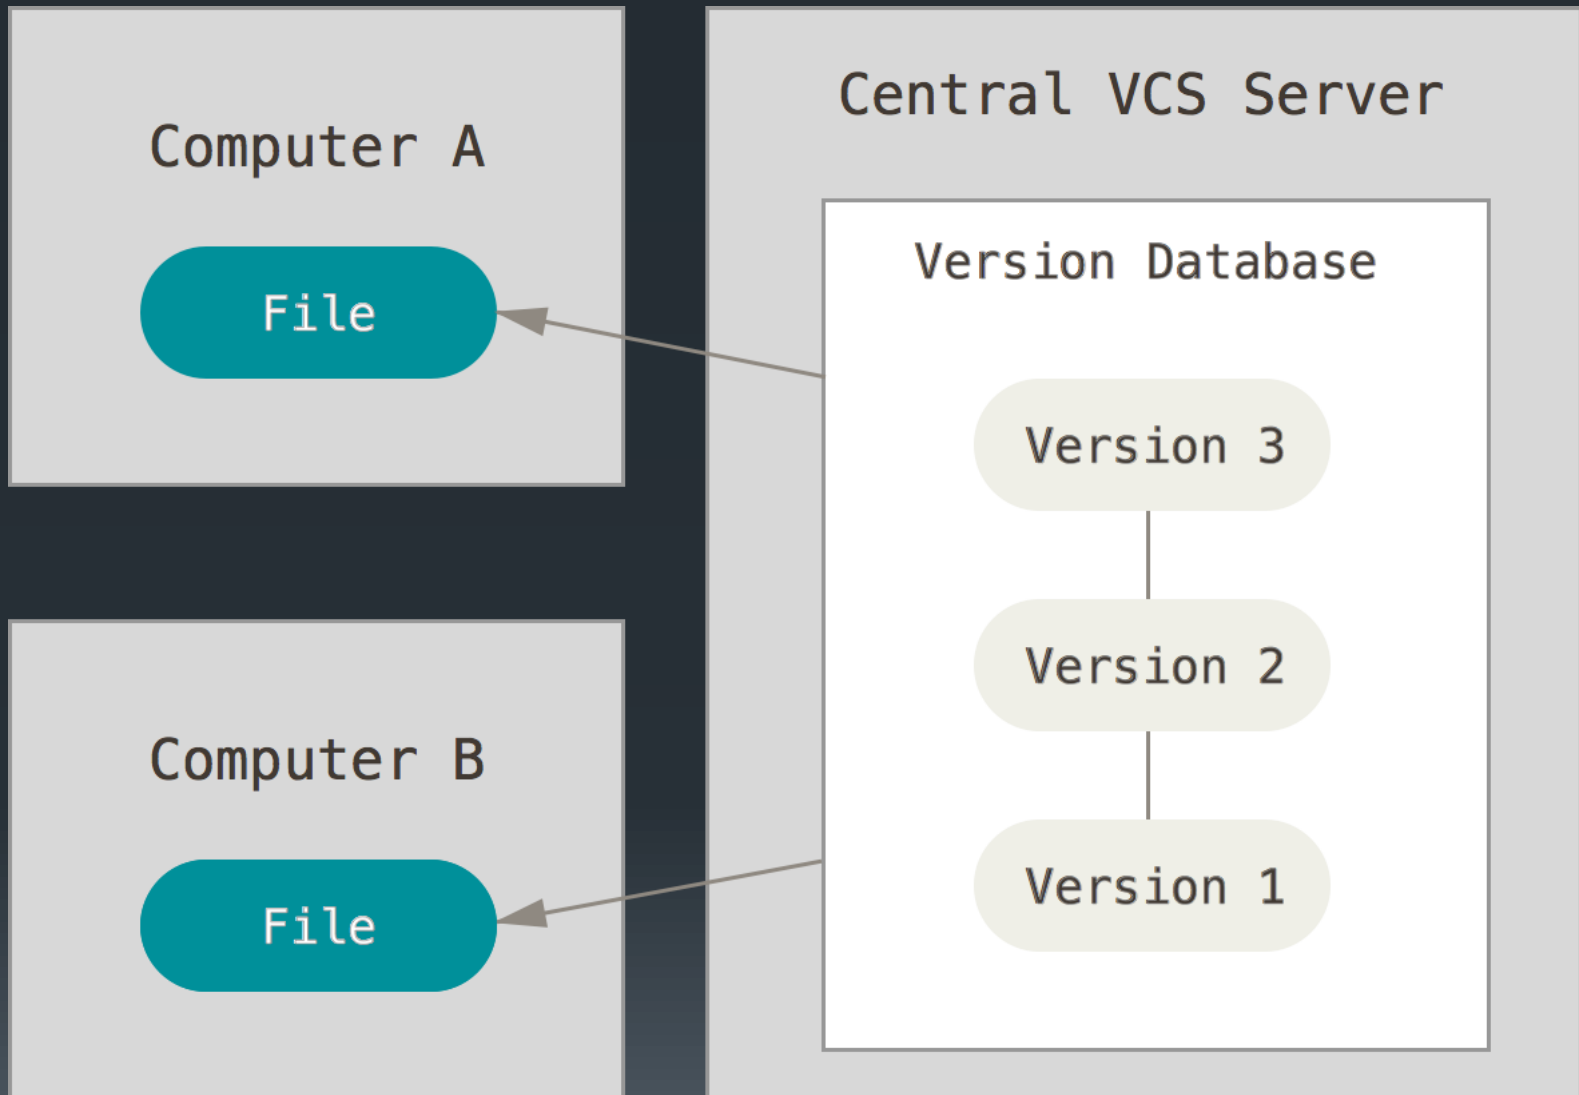 Computer A
File
Computer B
File
Central VCS Server
Version Database
Version 3
Version 2
Version 1